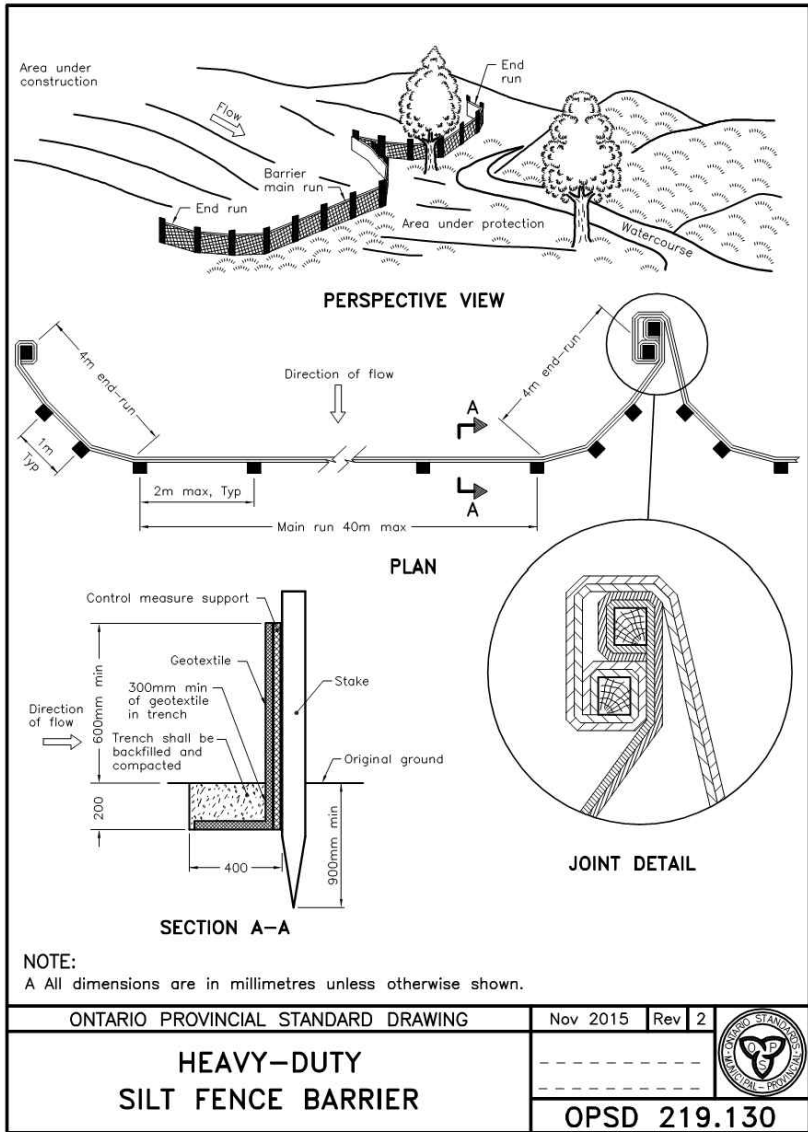 Area under
construction
End
run
Flow
Barrier
main run
End run
Area under protection
Watercourse
PERSPECTIVE VIEW
4m end-run
Direction of flow
4m end-run
A
1m
Typ
2m max, Typ
A
Main run 40m max
PLAN
Control measure support
Geotextile
600mm min
300mm min
of geotextile
in trench
Stake
Direction
of flow
Trench shall be
backfilled and
compacted
Original ground
200
400
900mm min
JOINT DETAIL
SECTION A-A
NOTE:
A All dimensions are in millimetres unless otherwise shown.
ONTARIO PROVINCIAL STANDARD DRAWING
Nov 2015 Rev 2
HEAVY-DUTY
SILT FENCE BARRIER
ONTARIO STANDARDS
MUNICIPAL - PROVINCIAL
O P S
OPSD 219.130